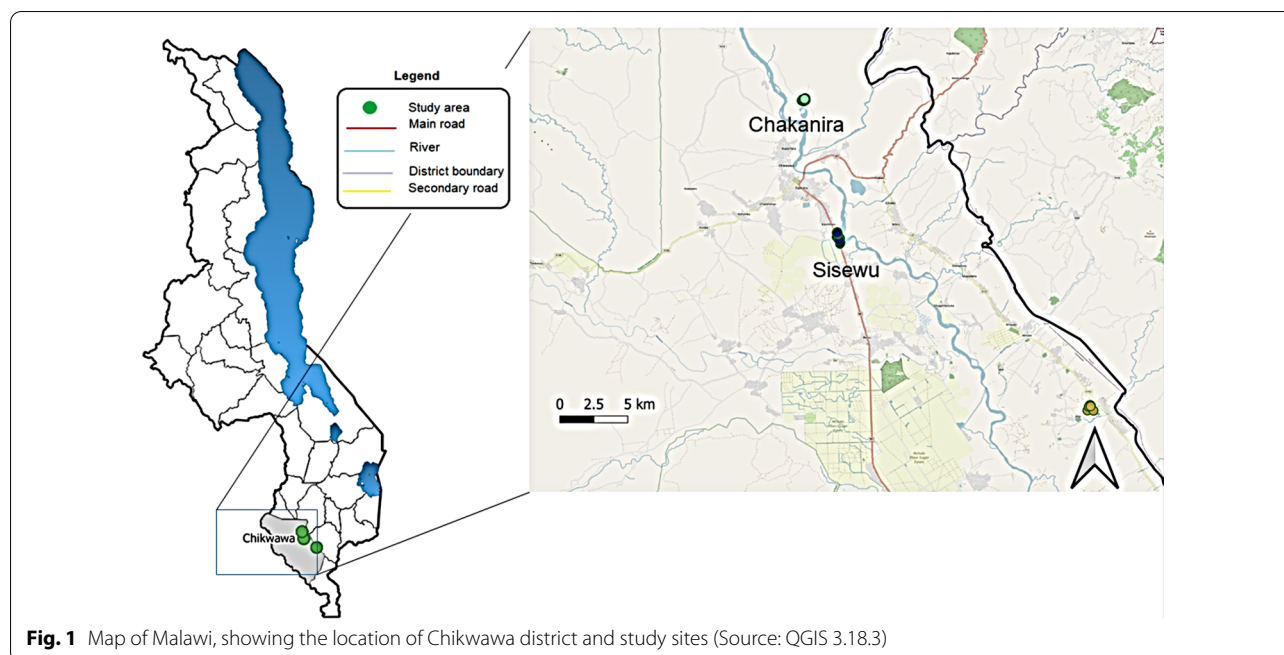 Legend
Study area
Main road
River
District boundary
Secondary road
Chakanira
Sisewu
0 2.5 5 km
Chikwawa
Fig. 1 Map of Malawi, showing the location of Chikwawa district and study sites (Source: QGIS 3.18.3)